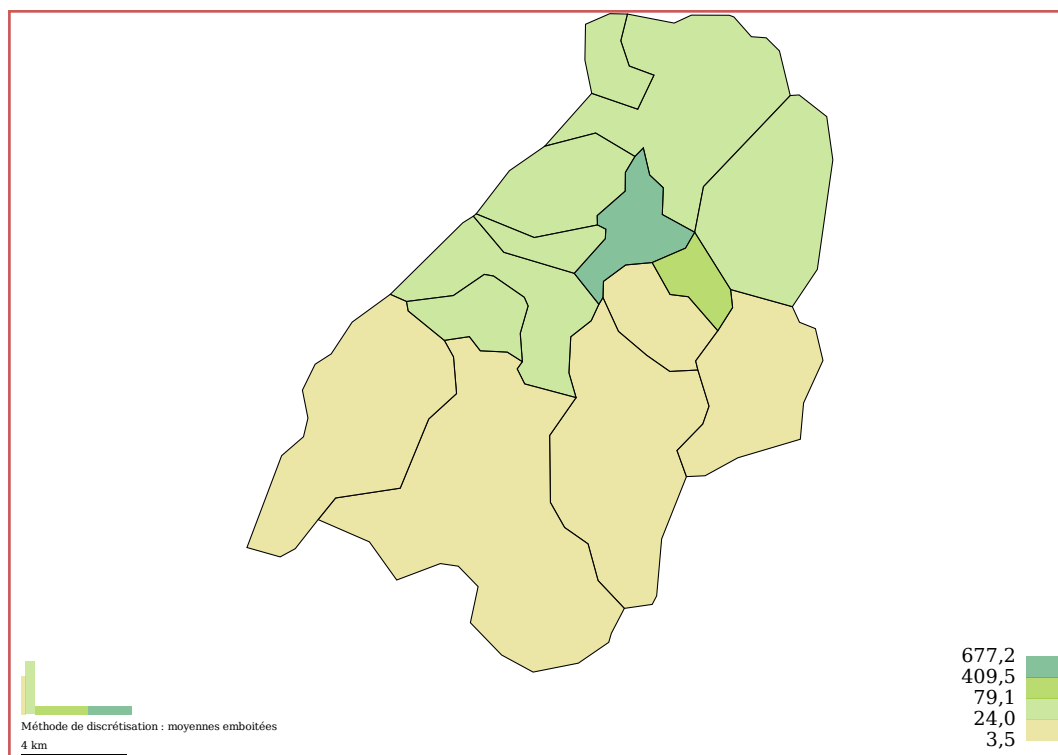 677,2
409,5
79,1
24,0
3,5
Méthode de discrétisation : moyennes emboitées
4 km